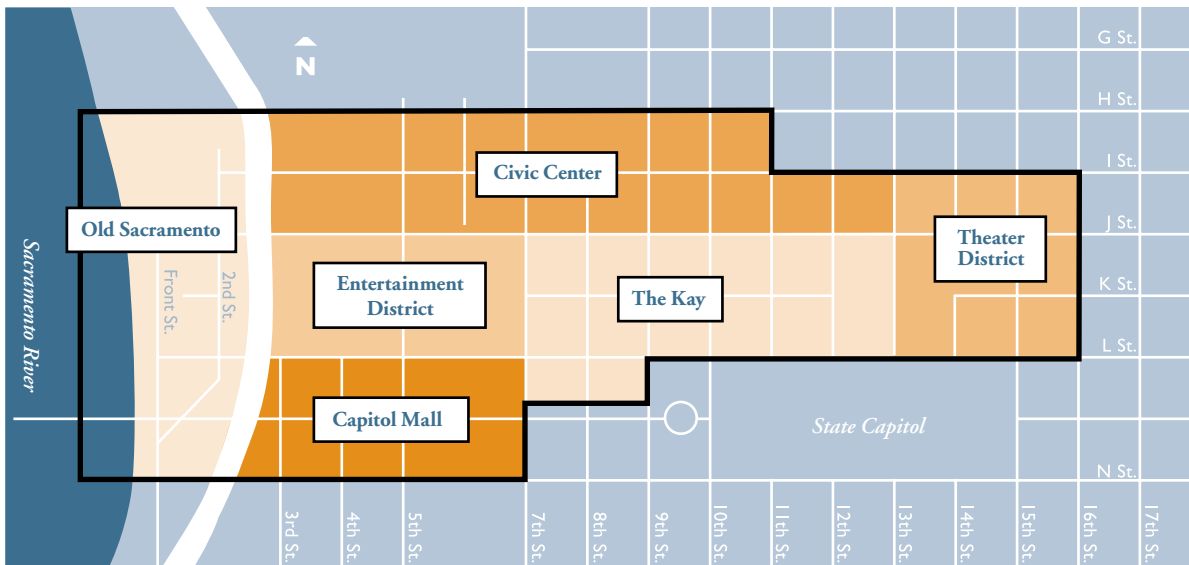 G St.
N
H St.
Civic Center
I St.
Old Sacramento
J St.
Theater
District
Sacramento River
Front St.
2nd St.
Entertainment
District
The Kay
K St.
L St.
Capitol Mall
State Capitol
N St.
3rd St.
4th St.
5th St.
7th St.
8th St.
9th St.
10th St.
11th St.
12th St.
13th St.
14th St.
15th St.
16th St.
17th St.